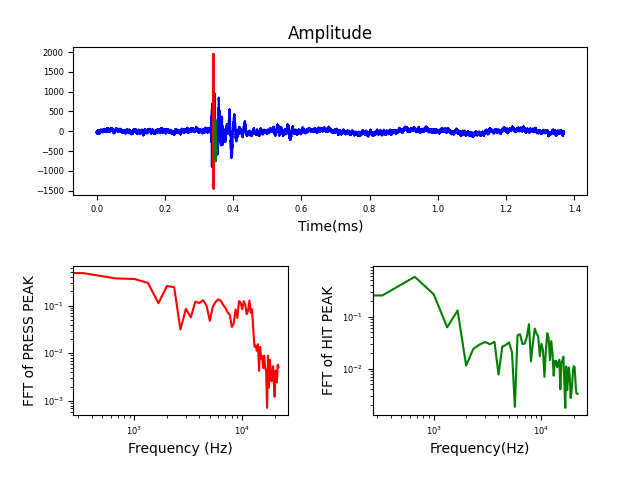 Amplitude
2000
1500
1000
500
0
−500
−1000
−1500
0.0 0.2 0.4 0.6 0.8 1.0 1.2 1.4
Time(ms)
FFT of PRESS PEAK
10⁻¹
10⁻²
10⁻³
10³ 10⁴
Frequency (Hz)
FFT of HIT PEAK
10⁻¹
10⁻²
10³ 10⁴
Frequency(Hz)